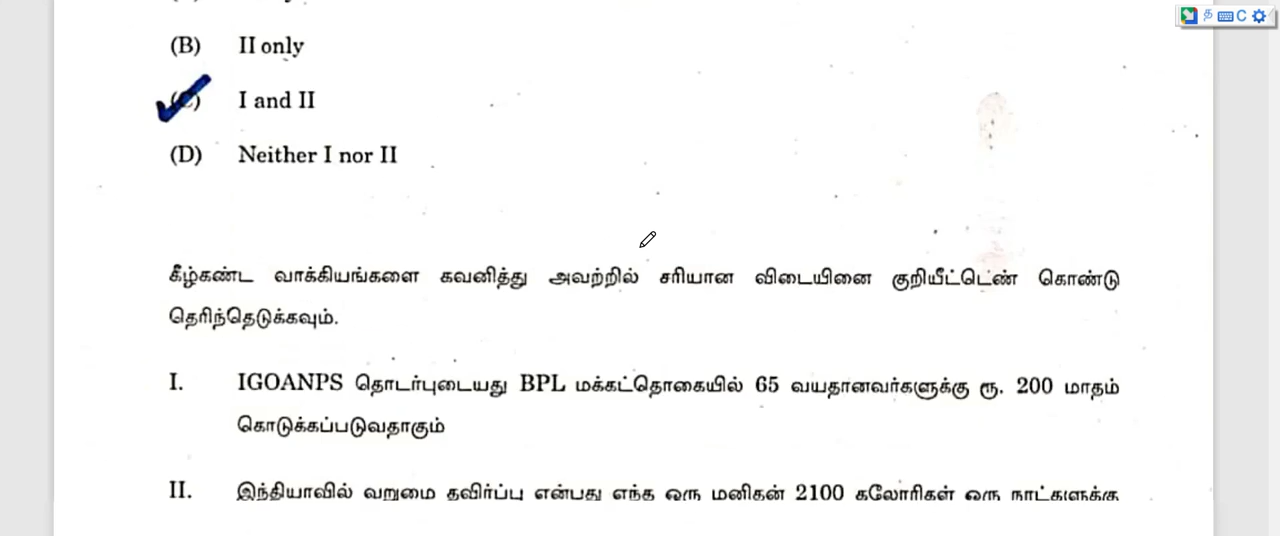 (B) II only
(C) I and II
(D) Neither I nor II
கீழ்கண்ட வாக்கியங்களை கவனித்து அவற்றில் சரியான விடையினை குறியீட்டெண் கொண்டு
தெரிந்தெடுக்கவும்.
I. IGOANPS தொடர்புடையது BPL மக்கட்தொகையில் 65 வயதானவர்களுக்கு ரூ. 200 மாதம்
கொடுக்கப்படுவதாகும்
II. இந்தியாவில் வறுமை தவிர்ப்பு என்பது எந்த ஒரு மனிகன் 2100 கலோரிகள் ஒரு நாட்களுக்கு